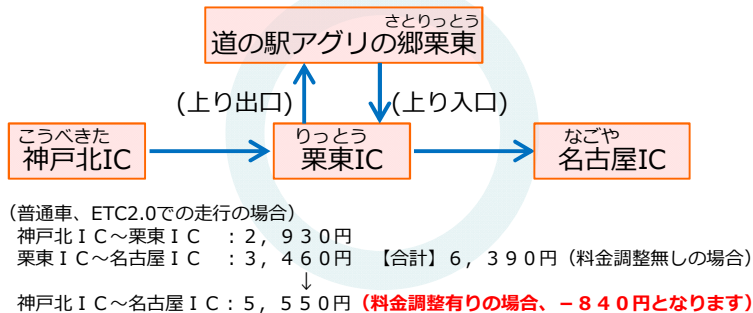 さとりっとう
道の駅アグリの郷栗東
(上り出口)
(上り入口)
こうべきた
神戸北IC
りっとう
栗東IC
なごや
名古屋IC
(普通車、ETC2.0での走行の場合)
神戸北ＩＣ～栗東ＩＣ　：２，９３０円
栗東ＩＣ～名古屋ＩＣ　：３，４６０円　【合計】６，３９０円（料金調整無しの場合）
↓
神戸北ＩＣ～名古屋ＩＣ：５，５５０円（料金調整有りの場合、－８４０円となります）